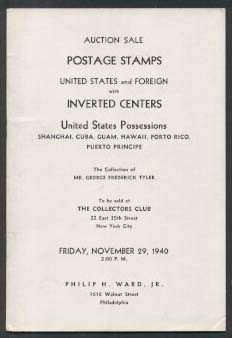 AUCTION SALE
POSTAGE STAMPS
UNITED STATES and FOREIGN
with
INVERTED CENTERS
United States Possessions
SHANGHAI, CUBA, GUAM, HAWAII, PORTO RICO,
PUERTO PRINCIPE
The Collection of
MR. GEORGE FREDERICK TYLER
To be sold at
THE COLLECTORS CLUB
22 East 35th Street
New York City
FRIDAY, NOVEMBER 29, 1940
2:00 P. M.
PHILIP H. WARD, JR.
1616 Walnut Street
Philadelphia